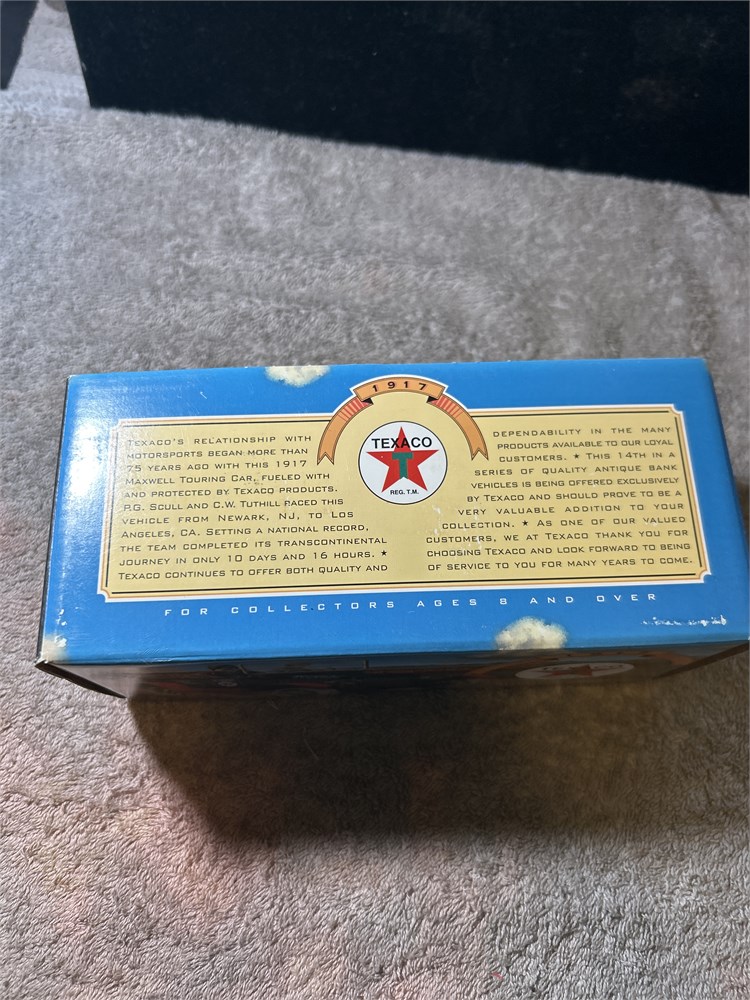 1917
TEXACO'S RELATIONSHIP WITH
MOTORSPORTS BEGAN MORE THAN
75 YEARS AGO WITH THIS 1917
MAXWELL TOURING CAR, FUELED WITH
AND PROTECTED BY TEXACO PRODUCTS.
P.G. SCULL AND C.W. TUTHILL PACED THIS
VEHICLE FROM NEWARK, NJ, TO LOS
ANGELES, CA. SETTING A NATIONAL RECORD,
THE TEAM COMPLETED ITS TRANSCONTINENTAL
JOURNEY IN ONLY 10 DAYS AND 16 HOURS. ★
TEXACO CONTINUES TO OFFER BOTH QUALITY AND
TEXACO
T
REG. T.M.
DEPENDABILITY IN THE MANY
PRODUCTS AVAILABLE TO OUR LOYAL
CUSTOMERS. ★ THIS 14TH IN A
SERIES OF QUALITY ANTIQUE BANK
VEHICLES IS BEING OFFERED EXCLUSIVELY
BY TEXACO AND SHOULD PROVE TO BE A
VERY VALUABLE ADDITION TO YOUR
COLLECTION. ★ AS ONE OF OUR VALUED
CUSTOMERS, WE AT TEXACO THANK YOU FOR
CHOOSING TEXACO AND LOOK FORWARD TO BEING
OF SERVICE TO YOU FOR MANY YEARS TO COME.
FOR COLLECTORS AGES 8 AND OVER